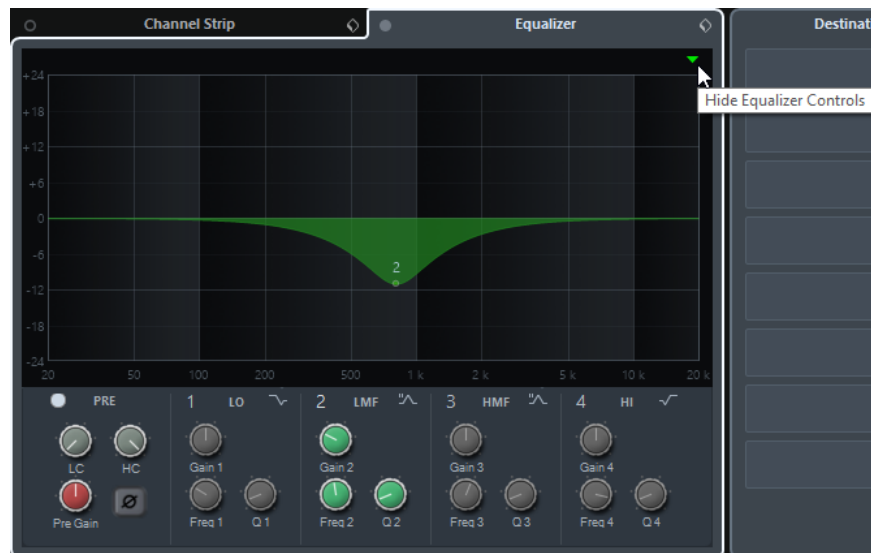 Channel Strip
Equalizer
Destinat
Hide Equalizer Controls
+24
+18
+12
+6
0
-6
-12
-18
-24
2
20 50 100 200 500 1 k 2 k 5 k 10 k 20 k
PRE 1 LO 2 LMF 3 HMF 4 HI
LC HC Gain 1 Gain 2 Gain 3 Gain 4
Pre Gain Freq 1 Q 1 Freq 2 Q 2 Freq 3 Q 3 Freq 4 Q 4